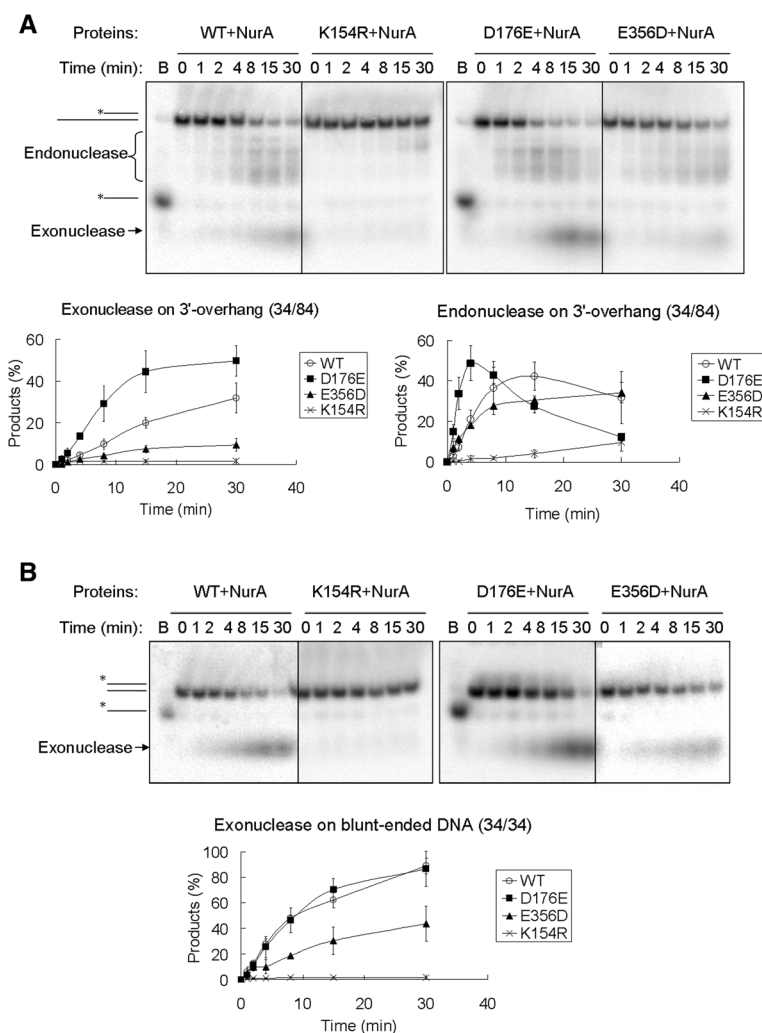 A
Proteins: WT+NurA K154R+NurA D176E+NurA E356D+NurA
Time (min): B 0 1 2 4 8 15 30 0 1 2 4 8 15 30 B 0 1 2 4 8 15 30 0 1 2 4 8 15 30
*
Endonuclease
*
Exonuclease
Exonuclease on 3'-overhang (34/84)
Products (%)
60
40
20
0
0 10 20 30 40
Time (min)
WT
D176E
E356D
K154R
Endonuclease on 3'-overhang (34/84)
Products (%)
60
40
20
0
0 10 20 30 40
Time (min)
WT
D176E
E356D
K154R
B
Proteins: WT+NurA K154R+NurA D176E+NurA E356D+NurA
Time (min): B 0 1 2 4 8 15 30 0 1 2 4 8 15 30 B 0 1 2 4 8 15 30 0 1 2 4 8 15 30
*
*
Exonuclease
Exonuclease on blunt-ended DNA (34/34)
Products (%)
100
80
60
40
20
0
0 10 20 30 40
Time (min)
WT
D176E
E356D
K154R